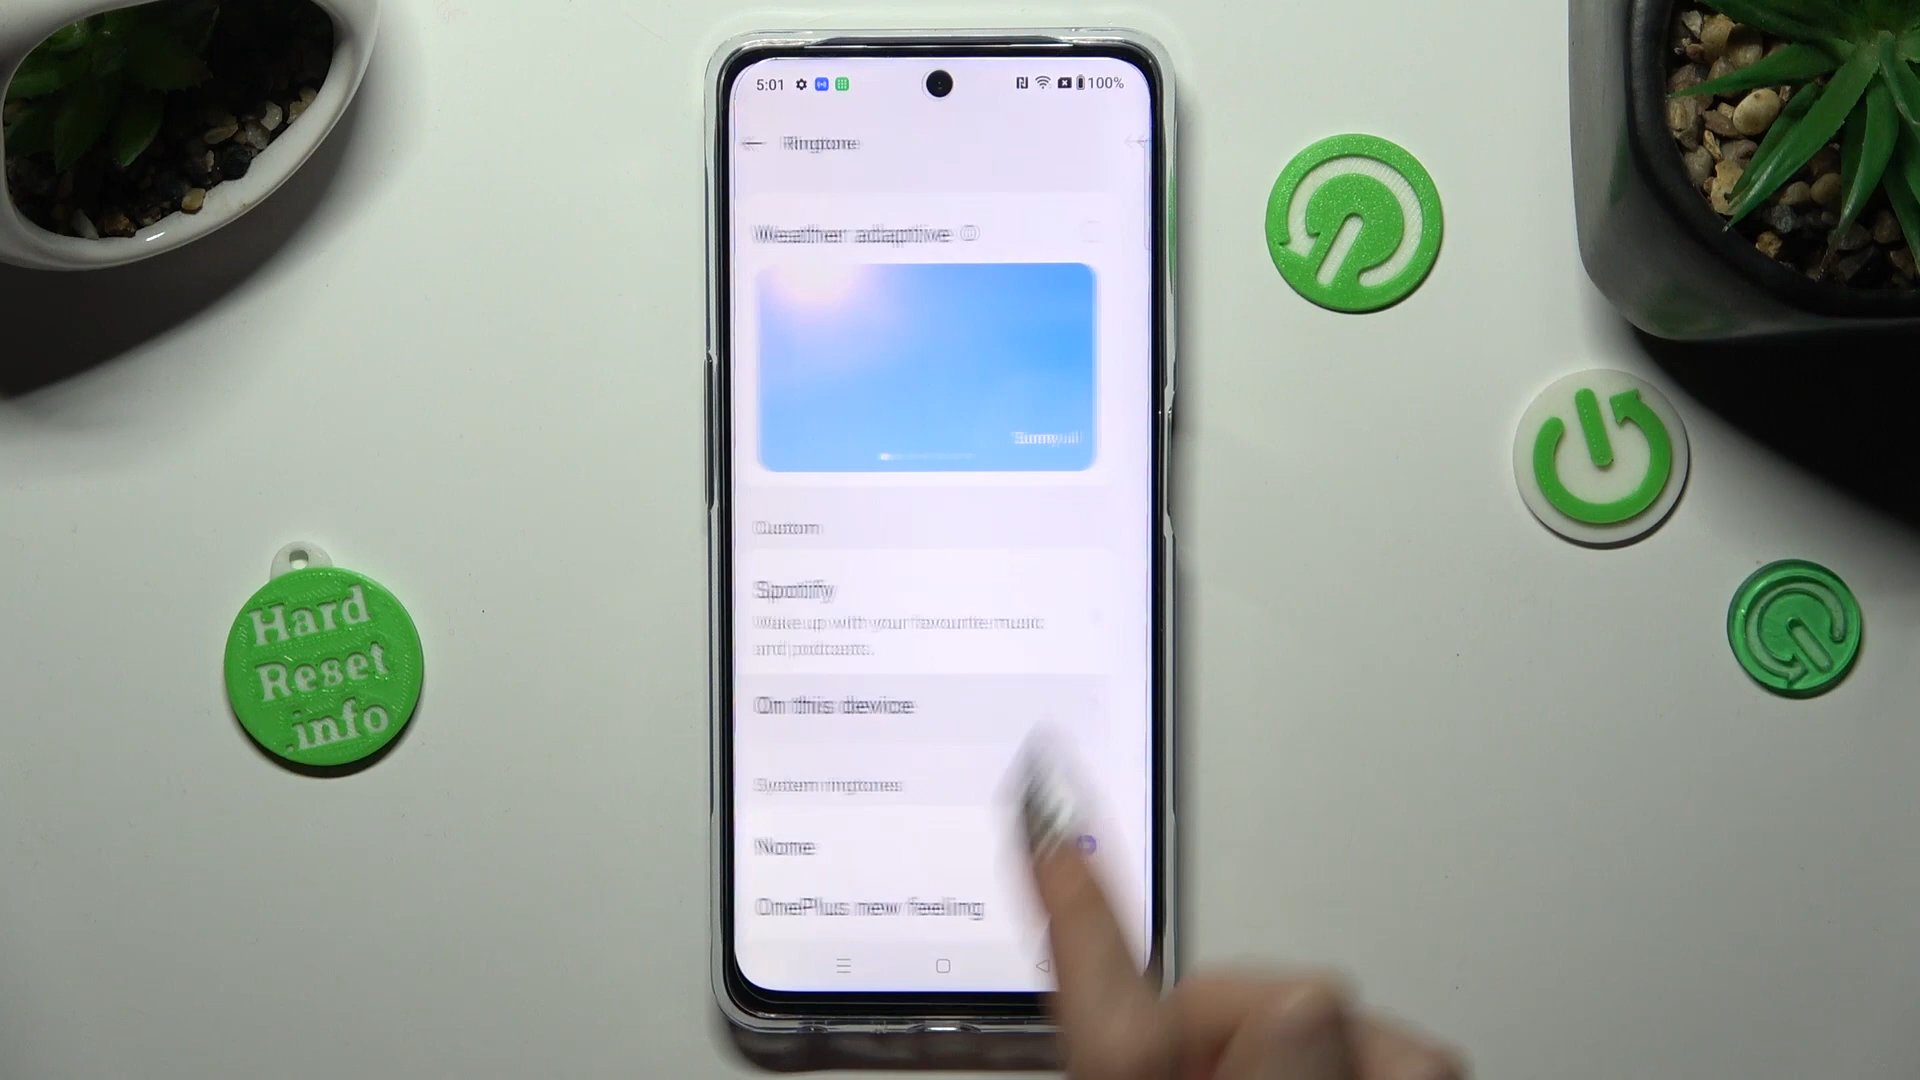 5:01
100%
Ringtone
Weather adaptive
Sunny
Custom
Spotify
Wake up with your favourite music
and podcasts.
On this device
System ringtones
None
OnePlus new feeling
Hard
Reset
.info